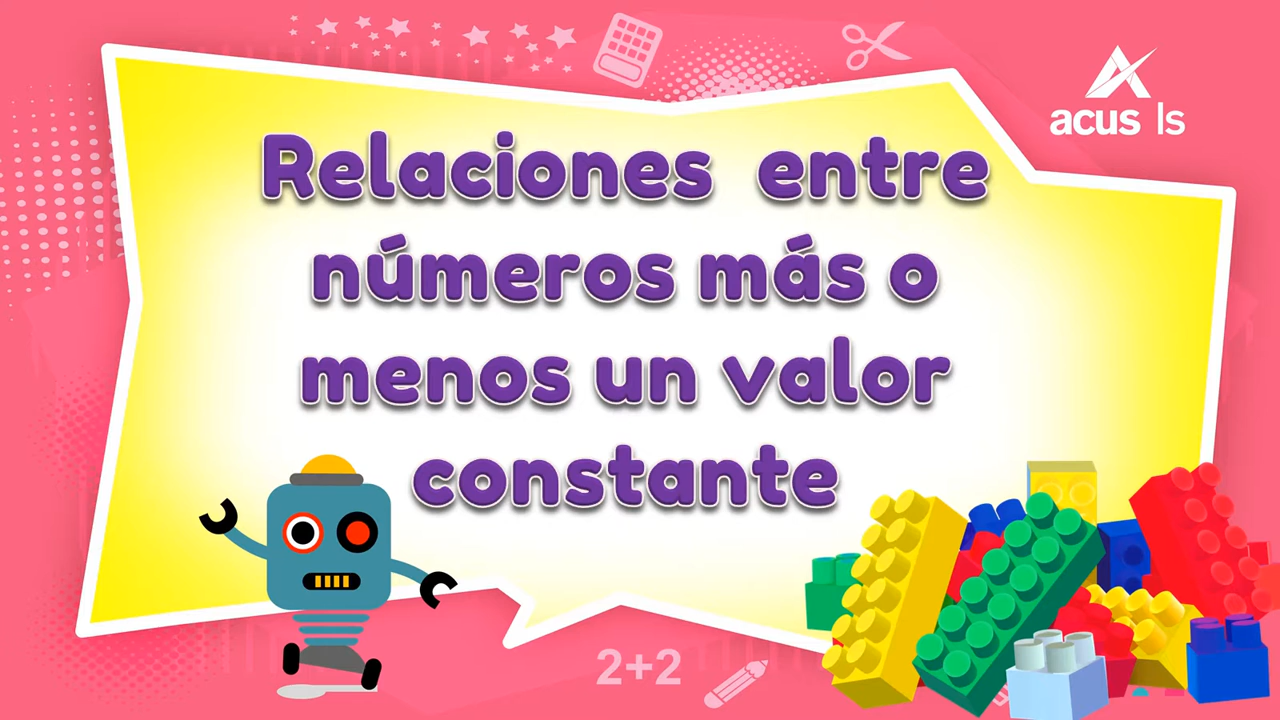 acus ls
Relaciones entre
números más o
menos un valor
constante
2+2